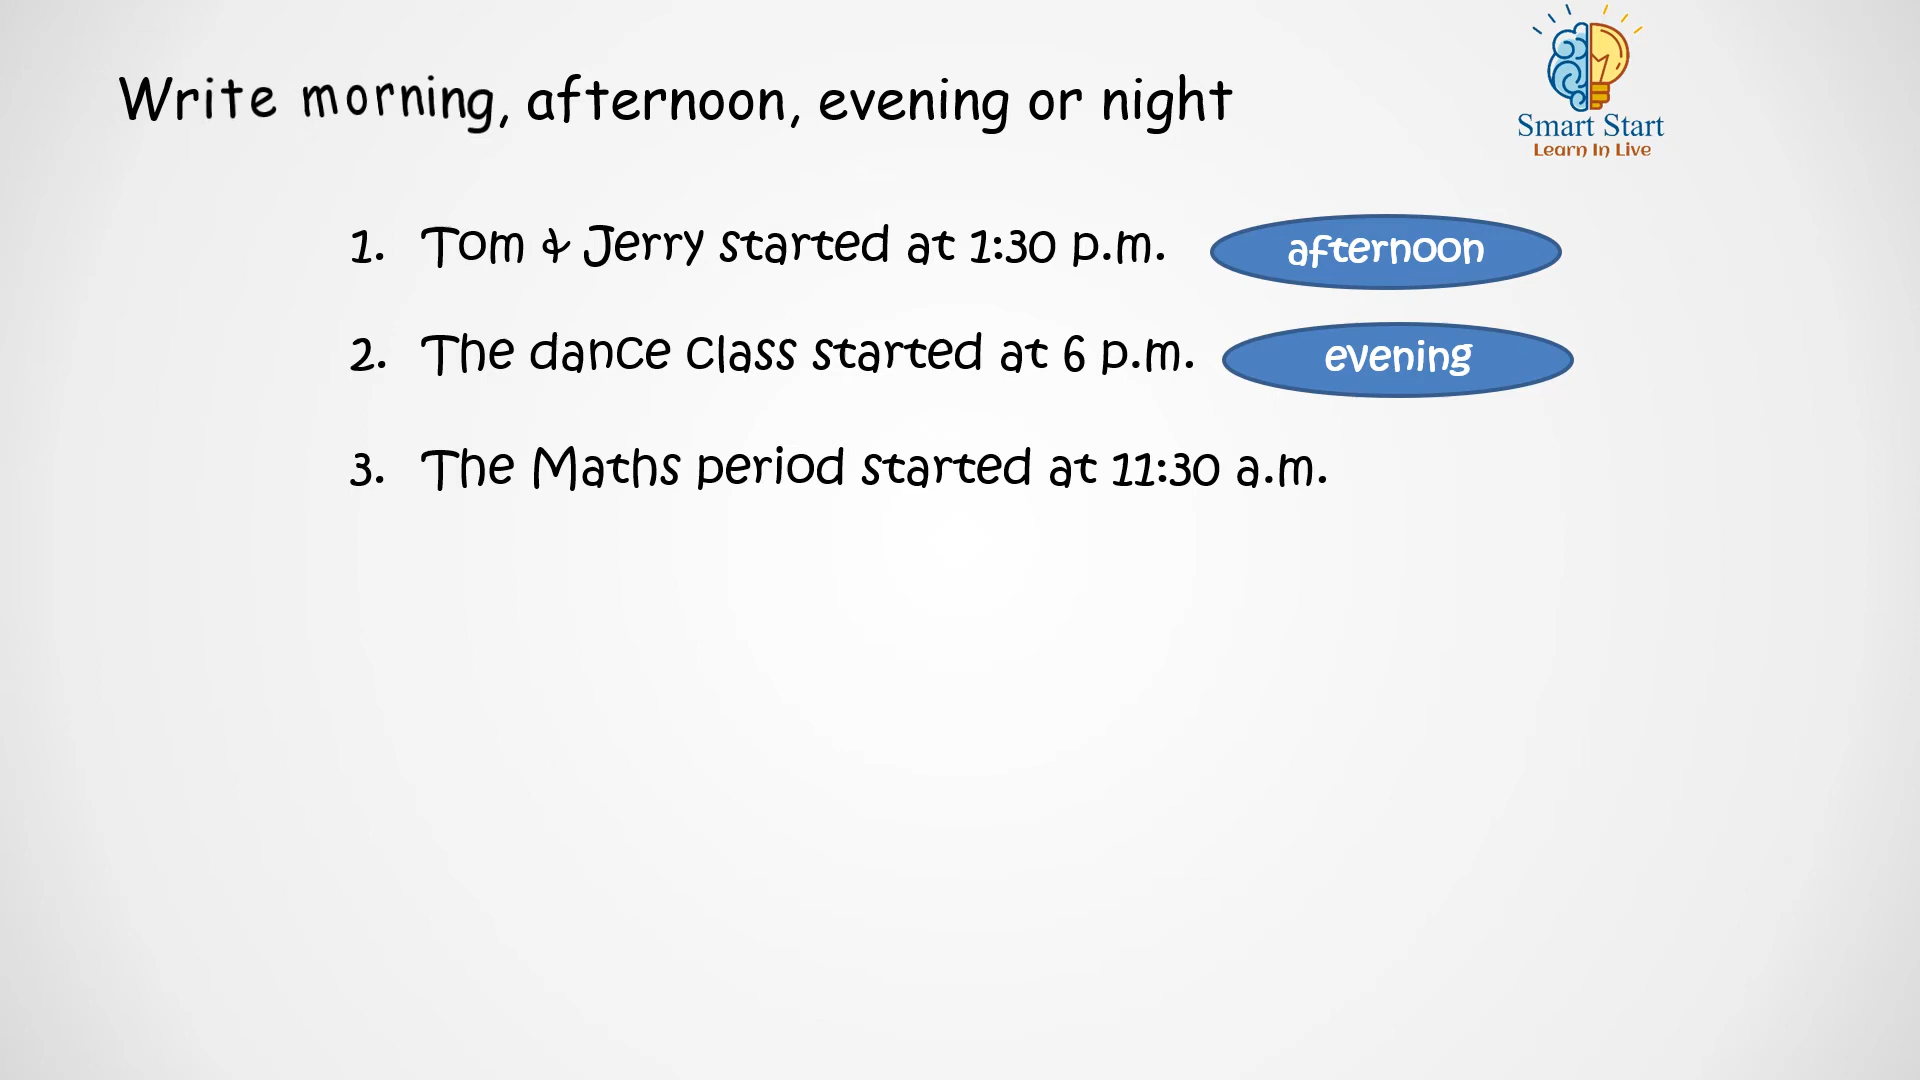 Write morning, afternoon, evening or night
Smart Start
Learn In Live
1. Tom & Jerry started at 1:30 p.m. afternoon
2. The dance class started at 6 p.m. evening
3. The Maths period started at 11:30 a.m.